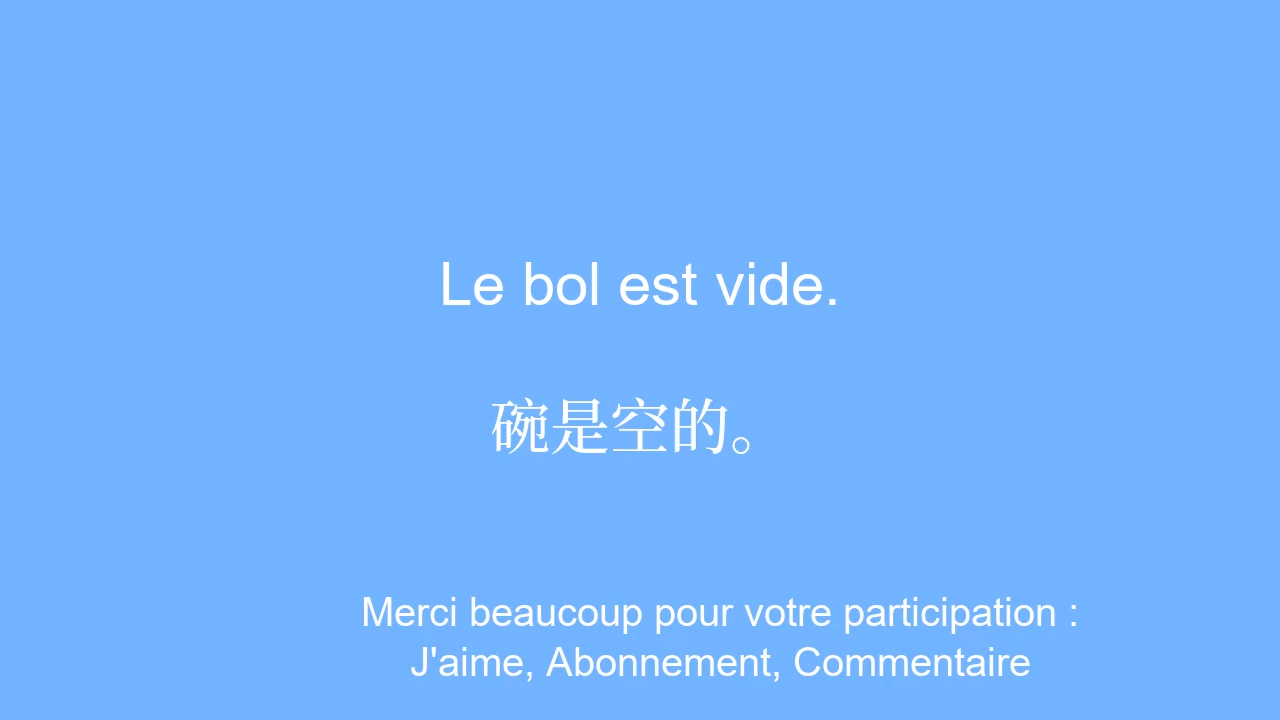 Le bol est vide.
碗是空的。
Merci beaucoup pour votre participation :
J'aime, Abonnement, Commentaire